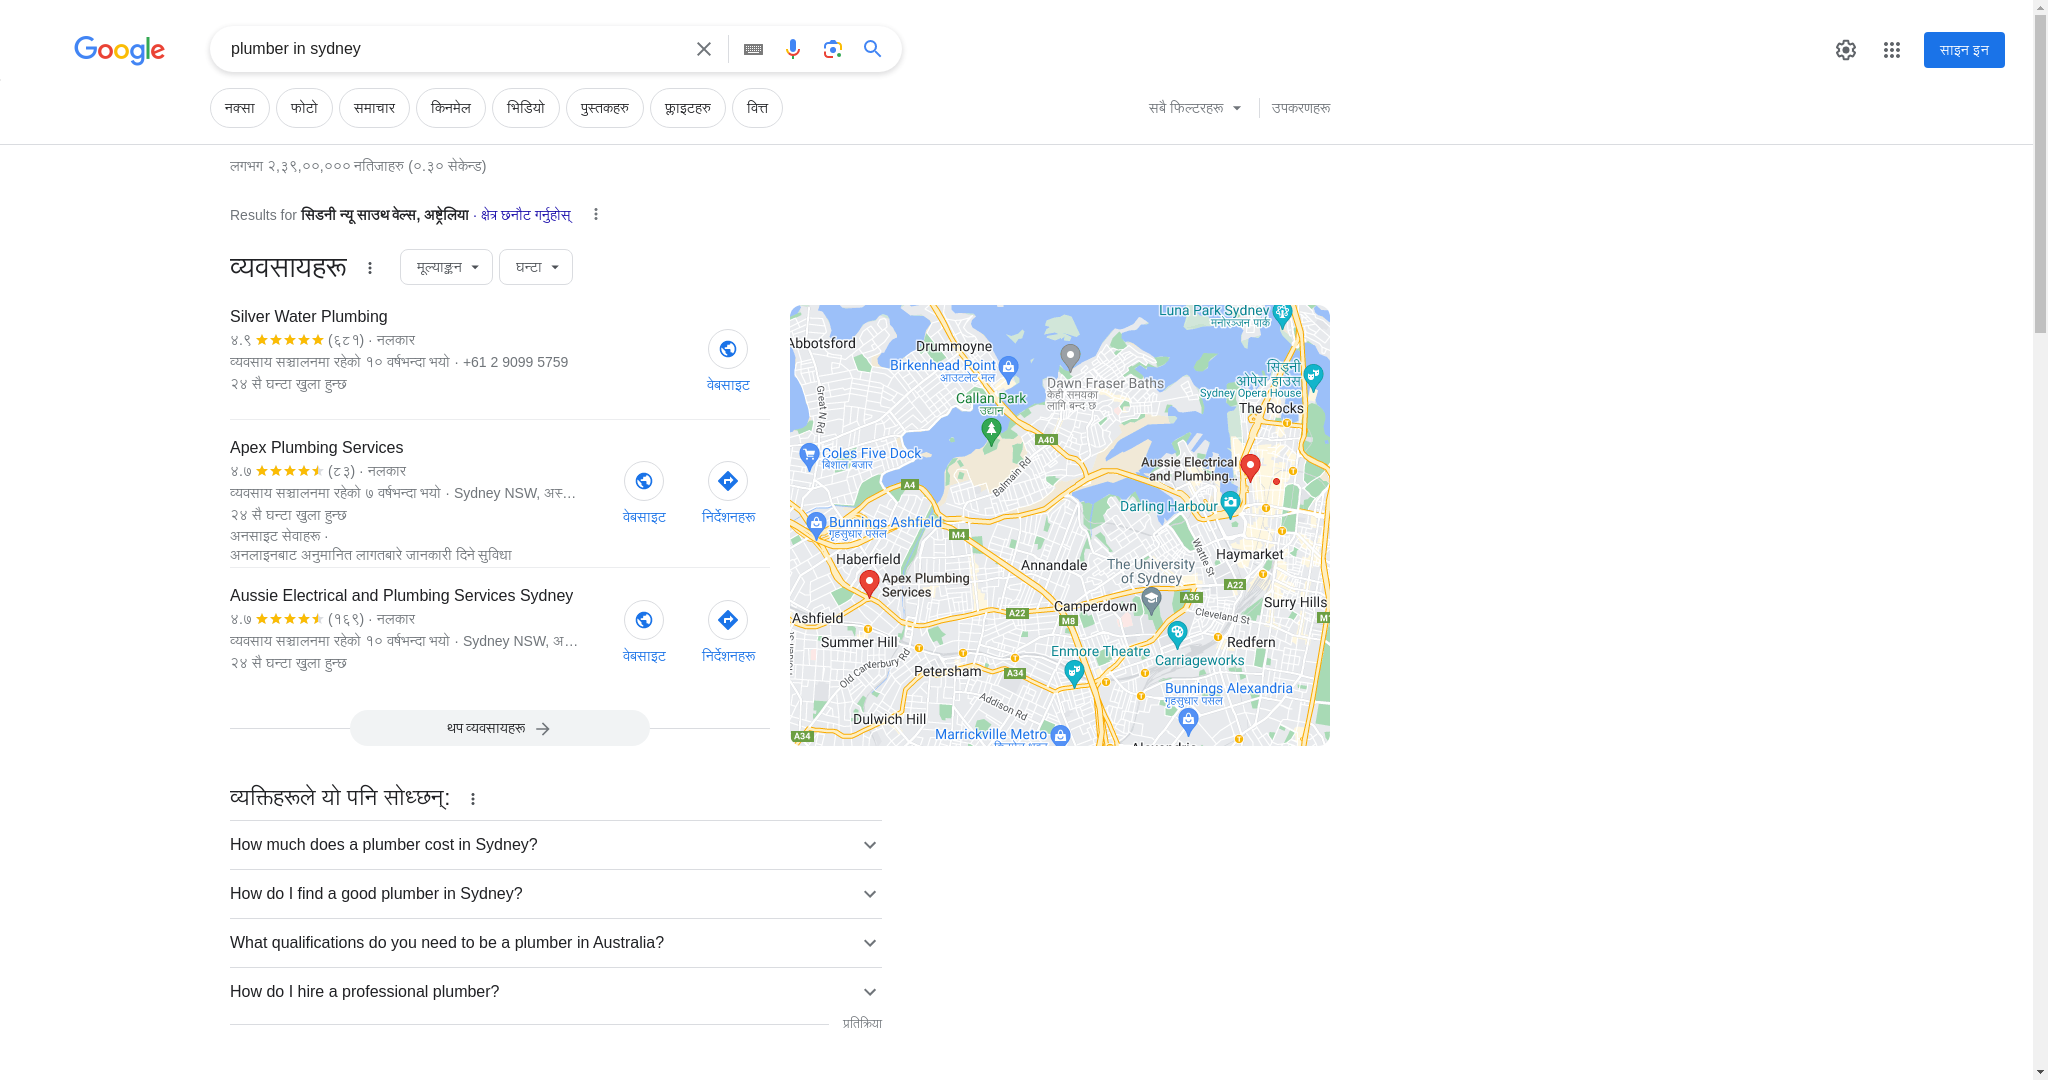 Google
plumber in sydney
साइन इन
नक्सा
फोटो
समाचार
किनमेल
भिडियो
पुस्तकहरु
फ्लाइटहरु
वित्त
सबै फिल्टरहरू
उपकरणहरू
लगभग २,३९,००,००० नतिजाहरु (०.३० सेकेन्ड)
Results for सिडनी न्यू साउथ वेल्स, अष्ट्रेलिया · क्षेत्र छनौट गर्नुहोस्
व्यवसायहरू
मूल्याङ्कन
घन्टा
Silver Water Plumbing
४.९ (६८१) · नलकार
व्यवसाय सञ्चालनमा रहेको १० वर्षभन्दा भयो · +61 2 9099 5759
२४ सै घन्टा खुला हुन्छ
वेबसाइट
Apex Plumbing Services
४.७ (८३) · नलकार
व्यवसाय सञ्चालनमा रहेको ७ वर्षभन्दा भयो · Sydney NSW, अस्…
२४ सै घन्टा खुला हुन्छ
अनसाइट सेवाहरू ·
अनलाइनबाट अनुमानित लागतबारे जानकारी दिने सुविधा
वेबसाइट
निर्देशनहरू
Aussie Electrical and Plumbing Services Sydney
४.७ (१६९) · नलकार
व्यवसाय सञ्चालनमा रहेको १० वर्षभन्दा भयो · Sydney NSW, अ…
२४ सै घन्टा खुला हुन्छ
वेबसाइट
निर्देशनहरू
थप व्यवसायहरू
Luna Park Sydney
मनोरञ्जन पार्क
Abbotsford
Drummoyne
Birkenhead Point
आउटलेट मल
Dawn Fraser Baths
केही समयका
लागि बन्द छ
सिड्नी
ओपेरा हाउस
Sydney Opera House
Callan Park
उद्यान
The Rocks
Great N Rd
A40
Coles Five Dock
बिशाल बजार
Balmain Rd
Aussie Electrical
and Plumbing...
A4
Darling Harbour
Bunnings Ashfield
गृहसुधार पसल
M4
Wattle St
Haymarket
Haberfield
Annandale
The University
of Sydney
Apex Plumbing
Services
A22
A36
Camperdown
Surry Hills
Ashfield
A22
M8
Cleveland St
Summer Hill
Redfern
Enmore Theatre
Carriageworks
Old Canterbury Rd
Petersham
A34
Bunnings Alexandria
गृहसुधार पसल
Addison Rd
Dulwich Hill
A34
Marrickville Metro
व्यक्तिहरूले यो पनि सोध्छन्:
How much does a plumber cost in Sydney?
How do I find a good plumber in Sydney?
What qualifications do you need to be a plumber in Australia?
How do I hire a professional plumber?
प्रतिक्रिया